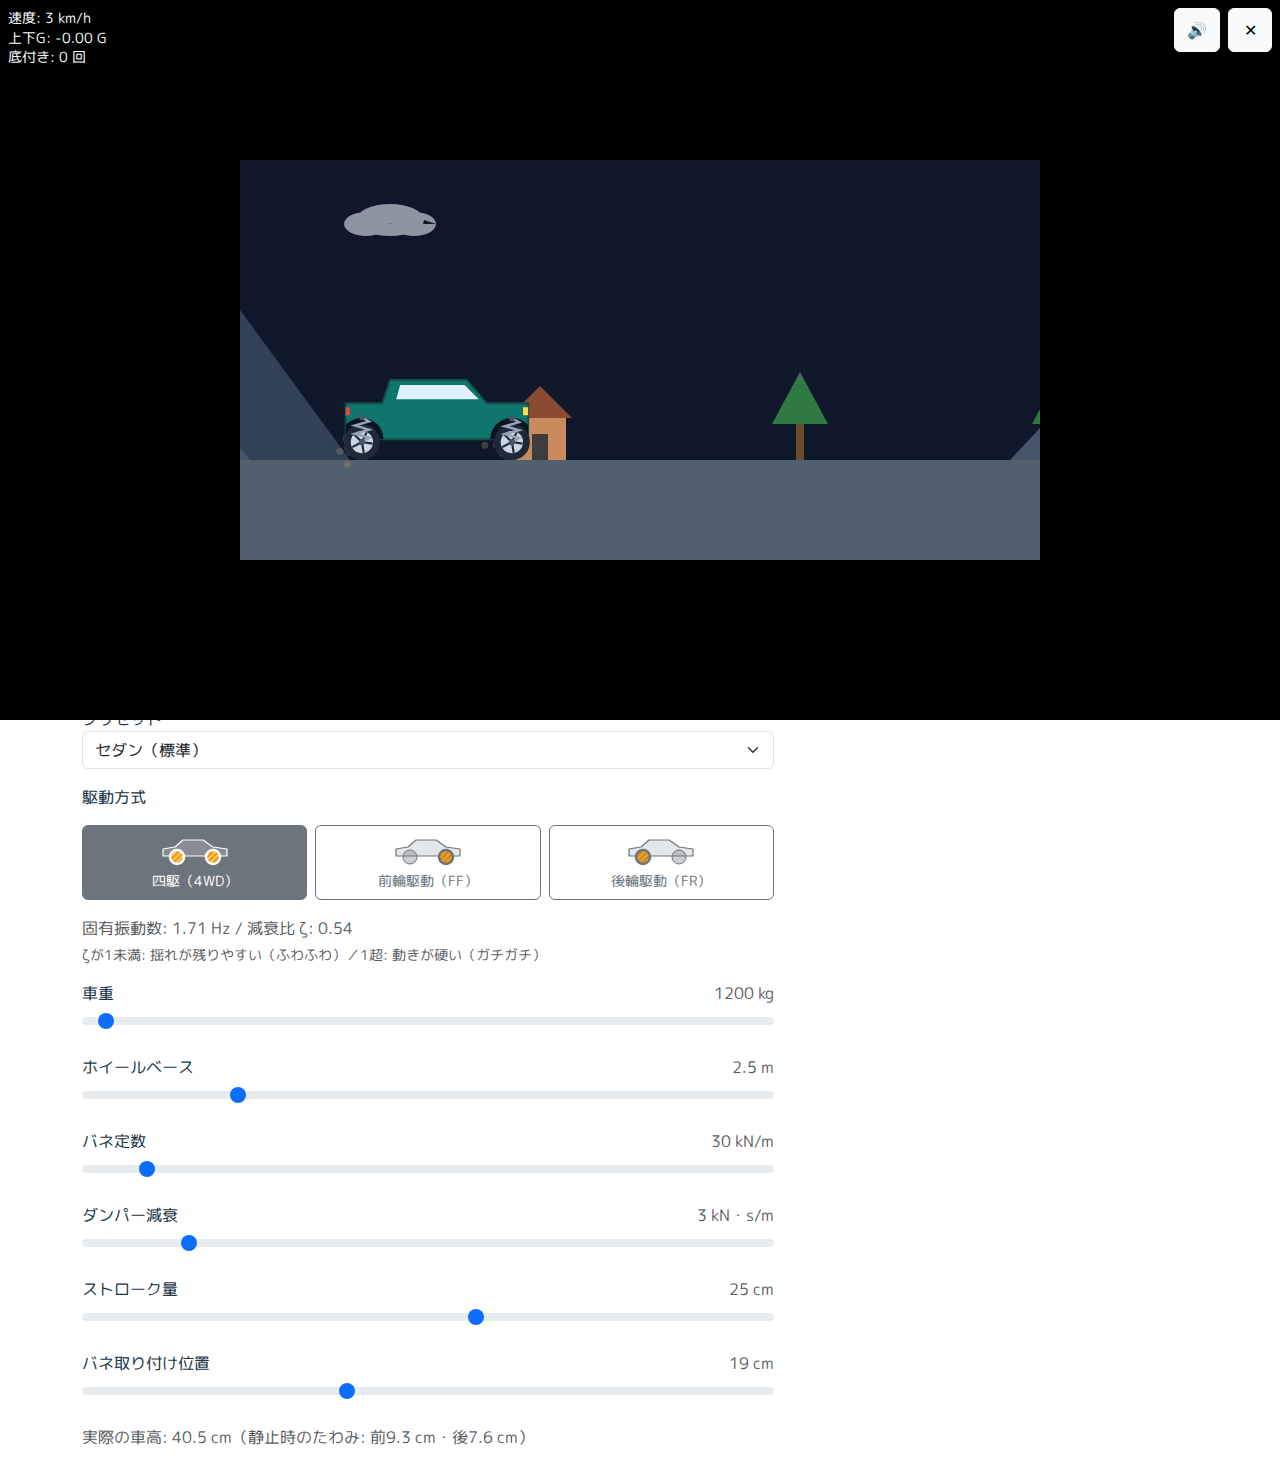 速度: 3 km/h
上下G: -0.00 G
底付き: 0 回
セダン（標準）
駆動方式
四駆（4WD）
前輪駆動（FF）
後輪駆動（FR）
固有振動数: 1.71 Hz / 減衰比 ζ: 0.54
ζが1未満: 揺れが残りやすい（ふわふわ）／1超: 動きが硬い（ガチガチ）
車重 1200 kg
ホイールベース 2.5 m
バネ定数 30 kN/m
ダンパー減衰 3 kN・s/m
ストローク量 25 cm
バネ取り付け位置 19 cm
実際の車高: 40.5 cm（静止時のたわみ: 前9.3 cm・後7.6 cm）